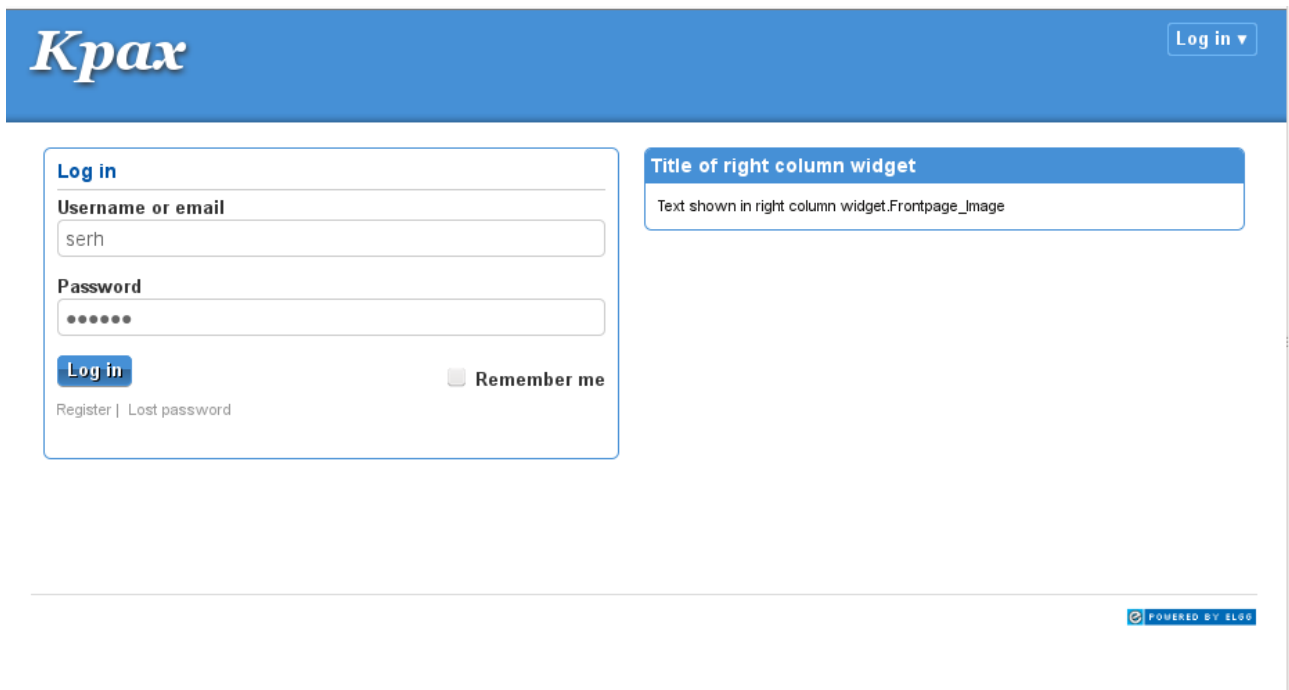 Kpax
Log in ▾
Log in
Username or email
serh
Password
••••••
Log in
Remember me
Register | Lost password
Title of right column widget
Text shown in right column widget.Frontpage_Image
POWERED BY ELGG